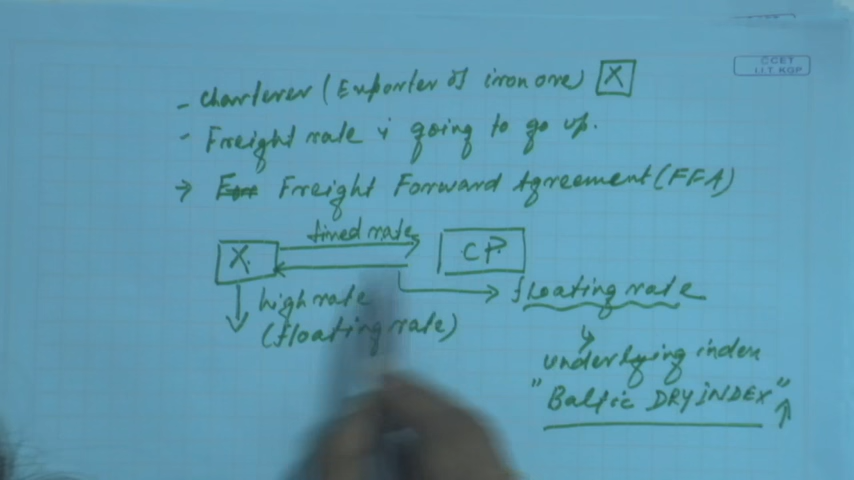 CCET
I.I.T. KGP
- Charterer (Exporter of iron ore) X
- Freight rate is going to go up.
→ Freight Forward Agreement (FFA)
fixed rate
X
C P.
high rate
(floating rate)
floating rate
underlying index
"Baltic DRY INDEX" ↑